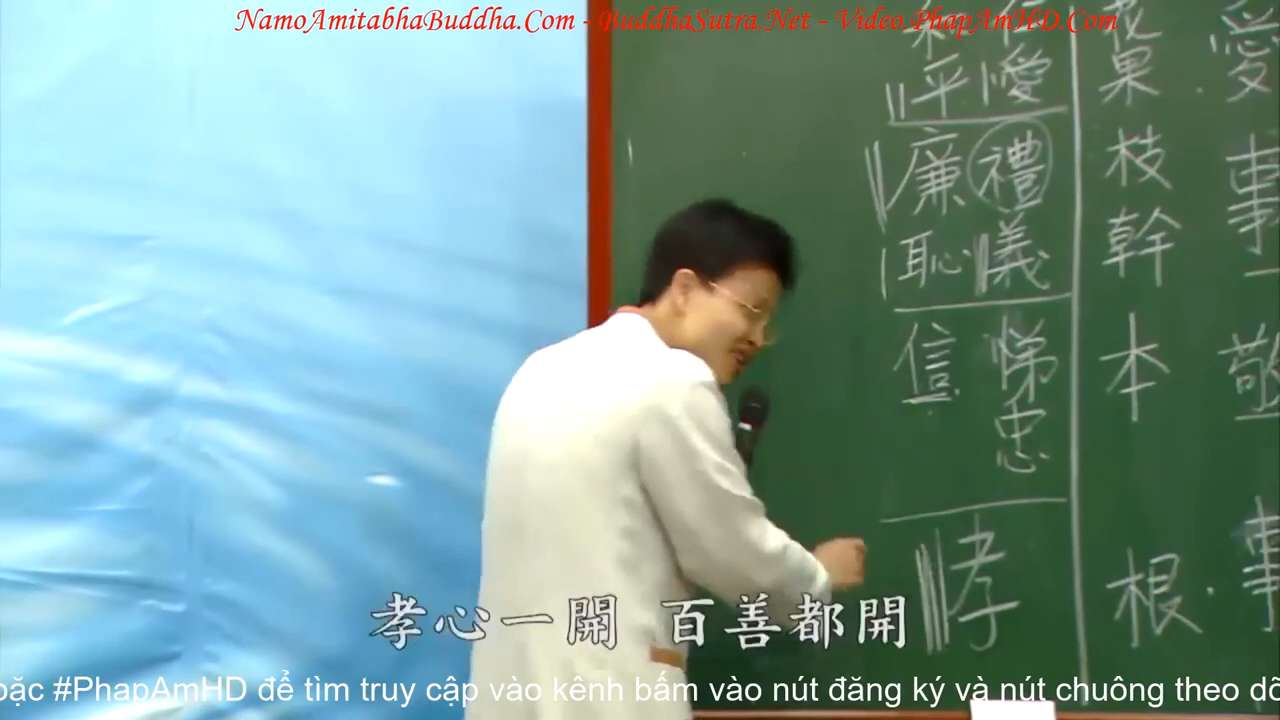 NamoAmitabhaBuddha.Com - BuddhaSutra.Net - Video.PhapAmHD.Com
平 愛 果 愛
廉 禮 枝 事
恥 義 幹 一
信 悌 本 敬
忠
孝 根 事
孝心一開 百善都開
#PhapAmHD để tìm truy cập vào kênh bấm vào nút đăng ký và nút chuông theo